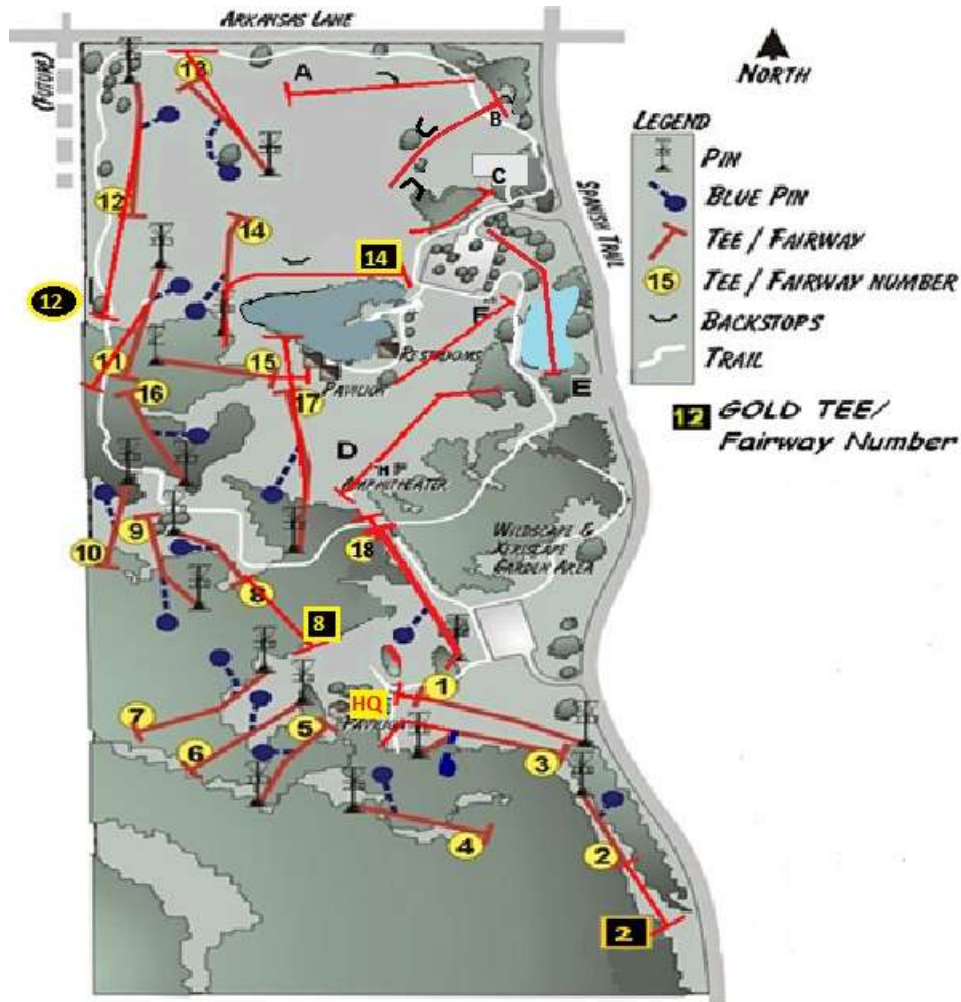 ARKANSAS LANE
(FUTURE)
NORTH
LEGEND
PIN
BLUE PIN
TEE / FAIRWAY
15 TEE / FAIRWAY NUMBER
BACKSTOPS
TRAIL
12 GOLD TEE/
Fairway Number
SPANISH TRAIL
13
A
B
C
12
14
14
12
F
RESTROOMS
11
15
PAVILION
E
16
17
D
H
AMPHITHEATER
9
18
WILDSCAPE &
XERISCAPE
GARDEN AREA
10
8
8
1
HQ
7
5
PAVILION
6
3
4
2
2